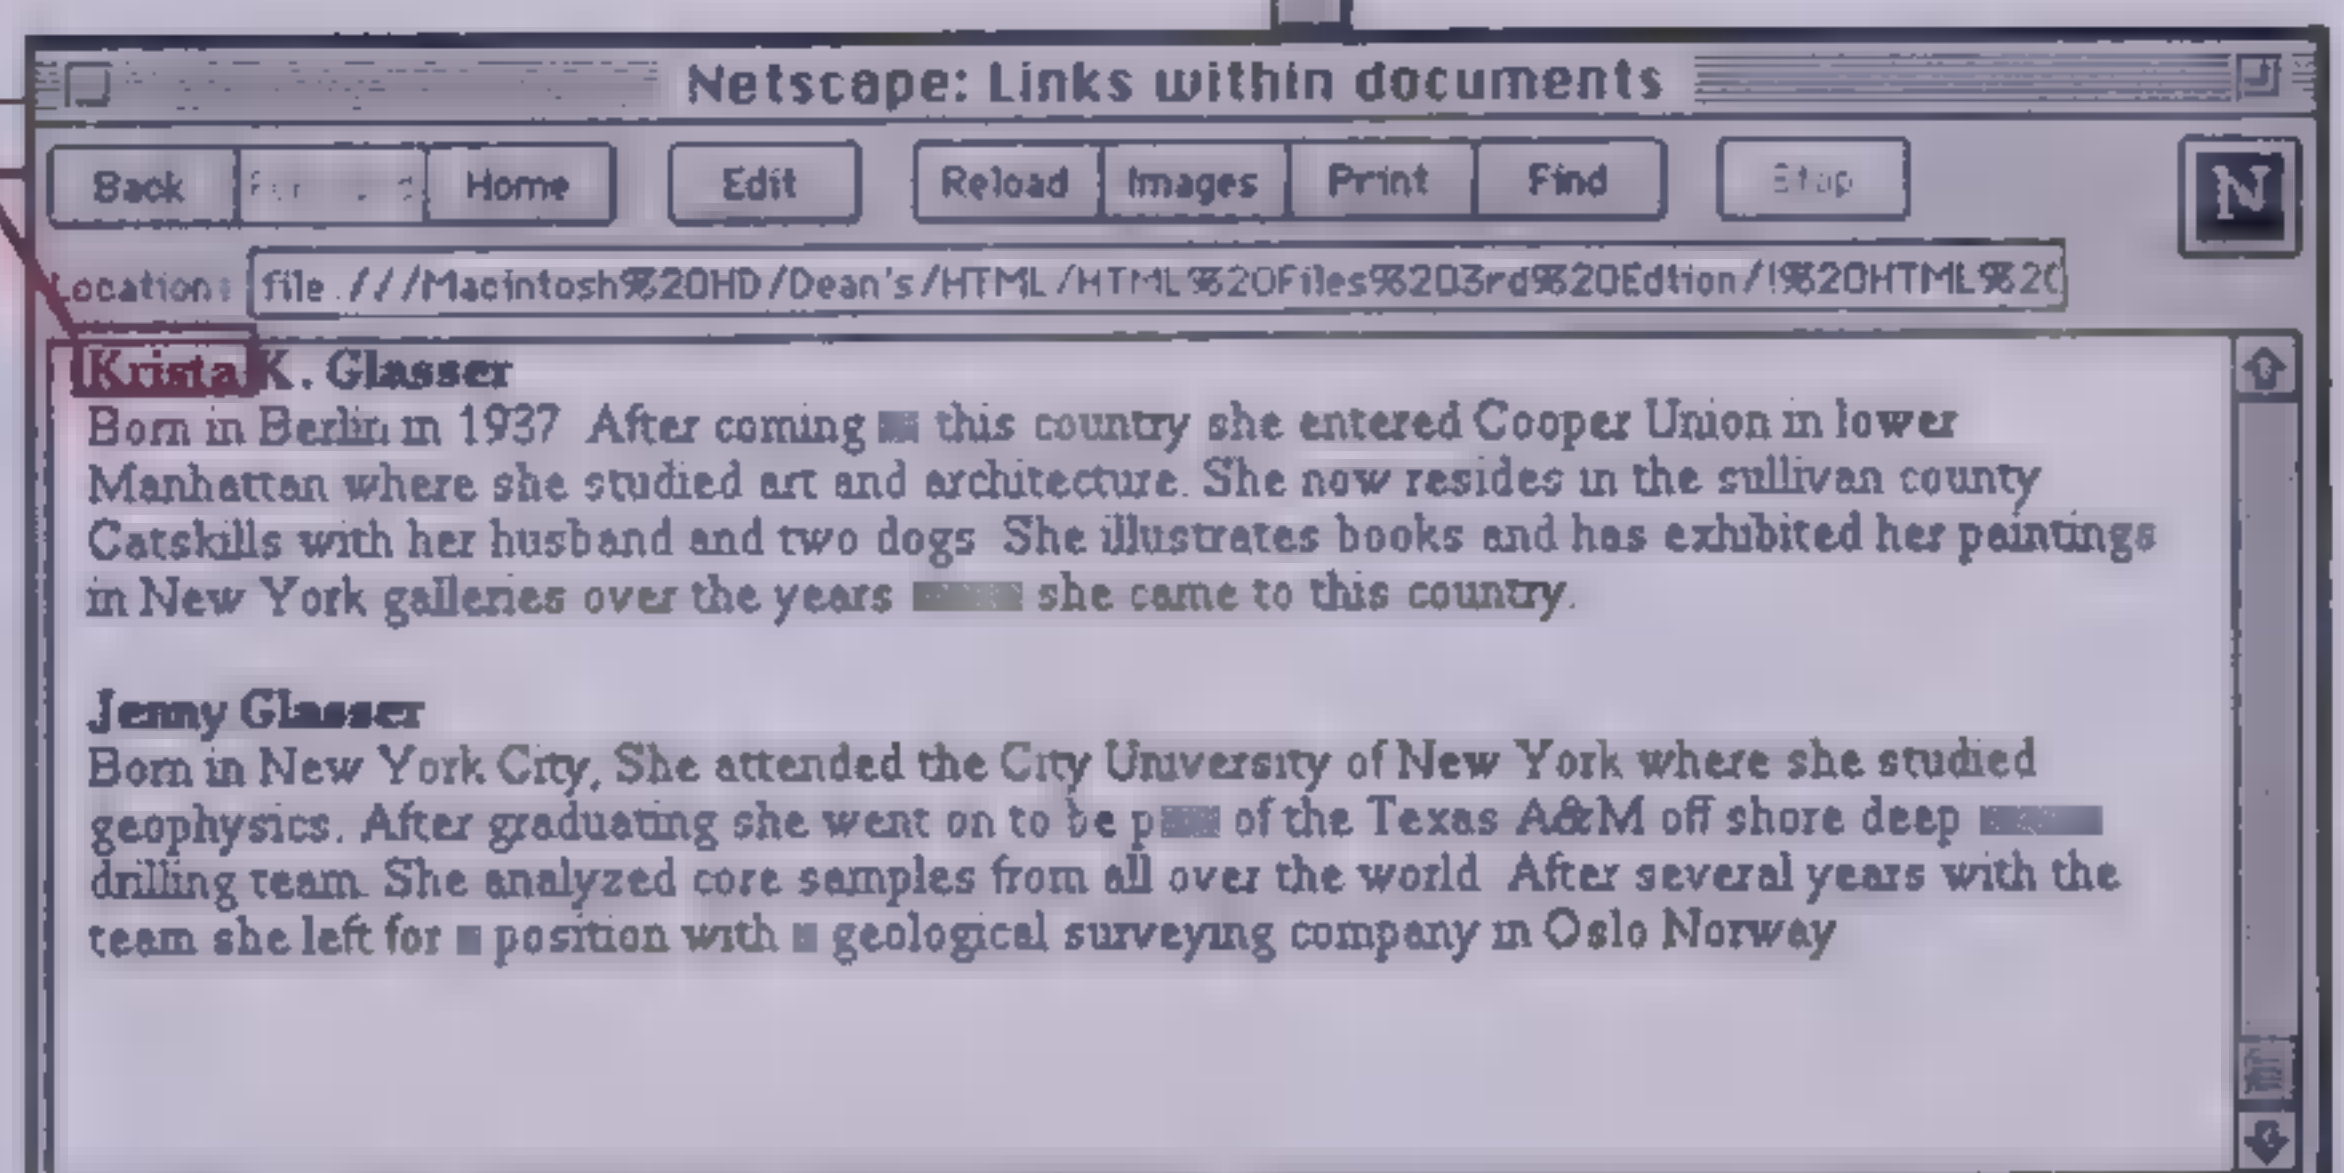 Netscape: Links within documents
Back Home Edit Reload Images Print Find Stop
N
Location: file:///Macintosh%20HD/Dean's/HTML/HTML%20Files%203rd%20Edtion/!%20HTML%20
Krista K. Glasser
Born in Berlin in 1937 After coming this country she entered Cooper Union in lower
Manhattan where she studied art and architecture. She now resides in the sullivan county
Catskills with her husband and two dogs She illustrates books and has exhibited her paintings
in New York galleries over the years she came to this country.
Jenny Glasser
Born in New York City, She attended the City University of New York where she studied
geophysics. After graduating she went on to be of the Texas A&M off shore deep
drilling team. She analyzed core samples from all over the world After several years with the
team she left for position with geological surveying company in Oslo Norway